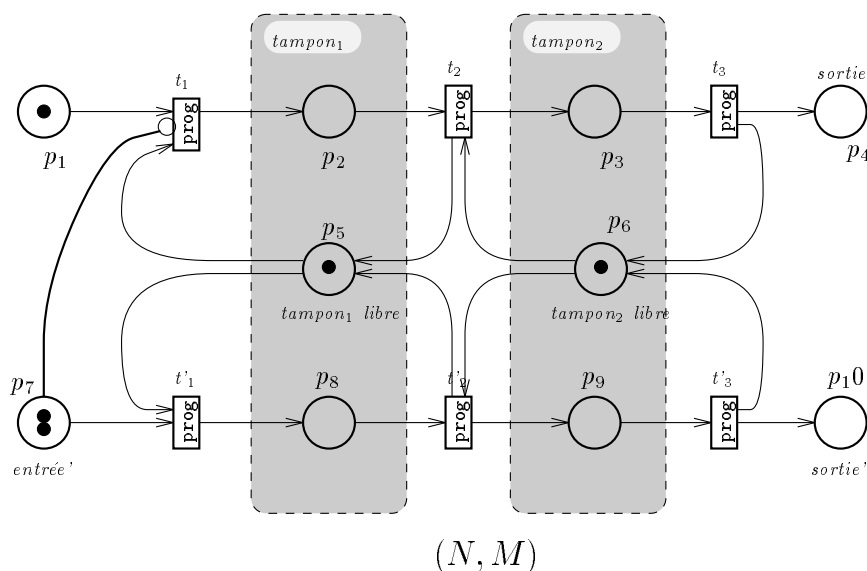 tampon₁
tampon₂
t₁
t₂
t₃
sortie
prog
prog
prog
p₁
p₂
p₃
p₄
p₅
p₆
tampon₁ libre
tampon₂ libre
p₇
t'₁
p₈
t'₂
p₉
t'₃
p₁0
prog
prog
prog
entrée'
sortie'
(N, M)